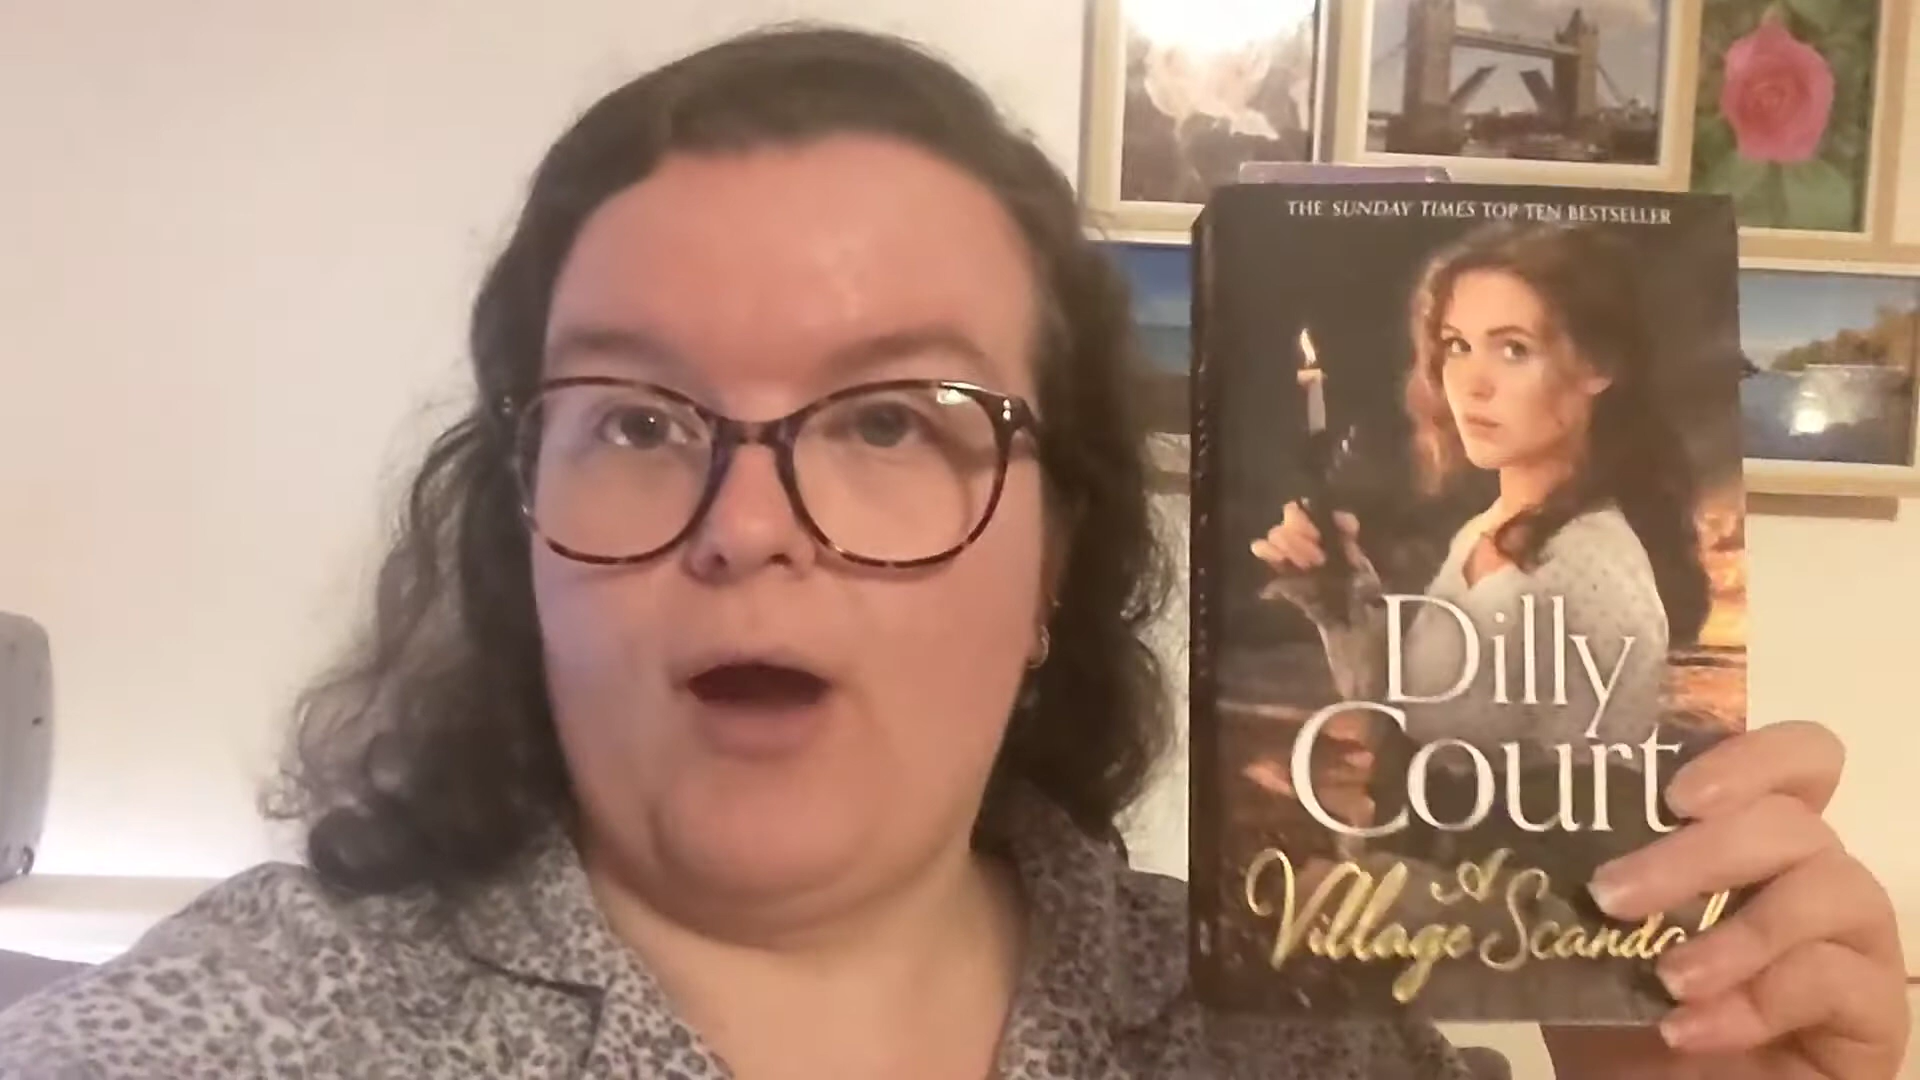 THE SUNDAY TIMES TOP TEN BESTSELLER
Dilly
Court
A
Village Scandal